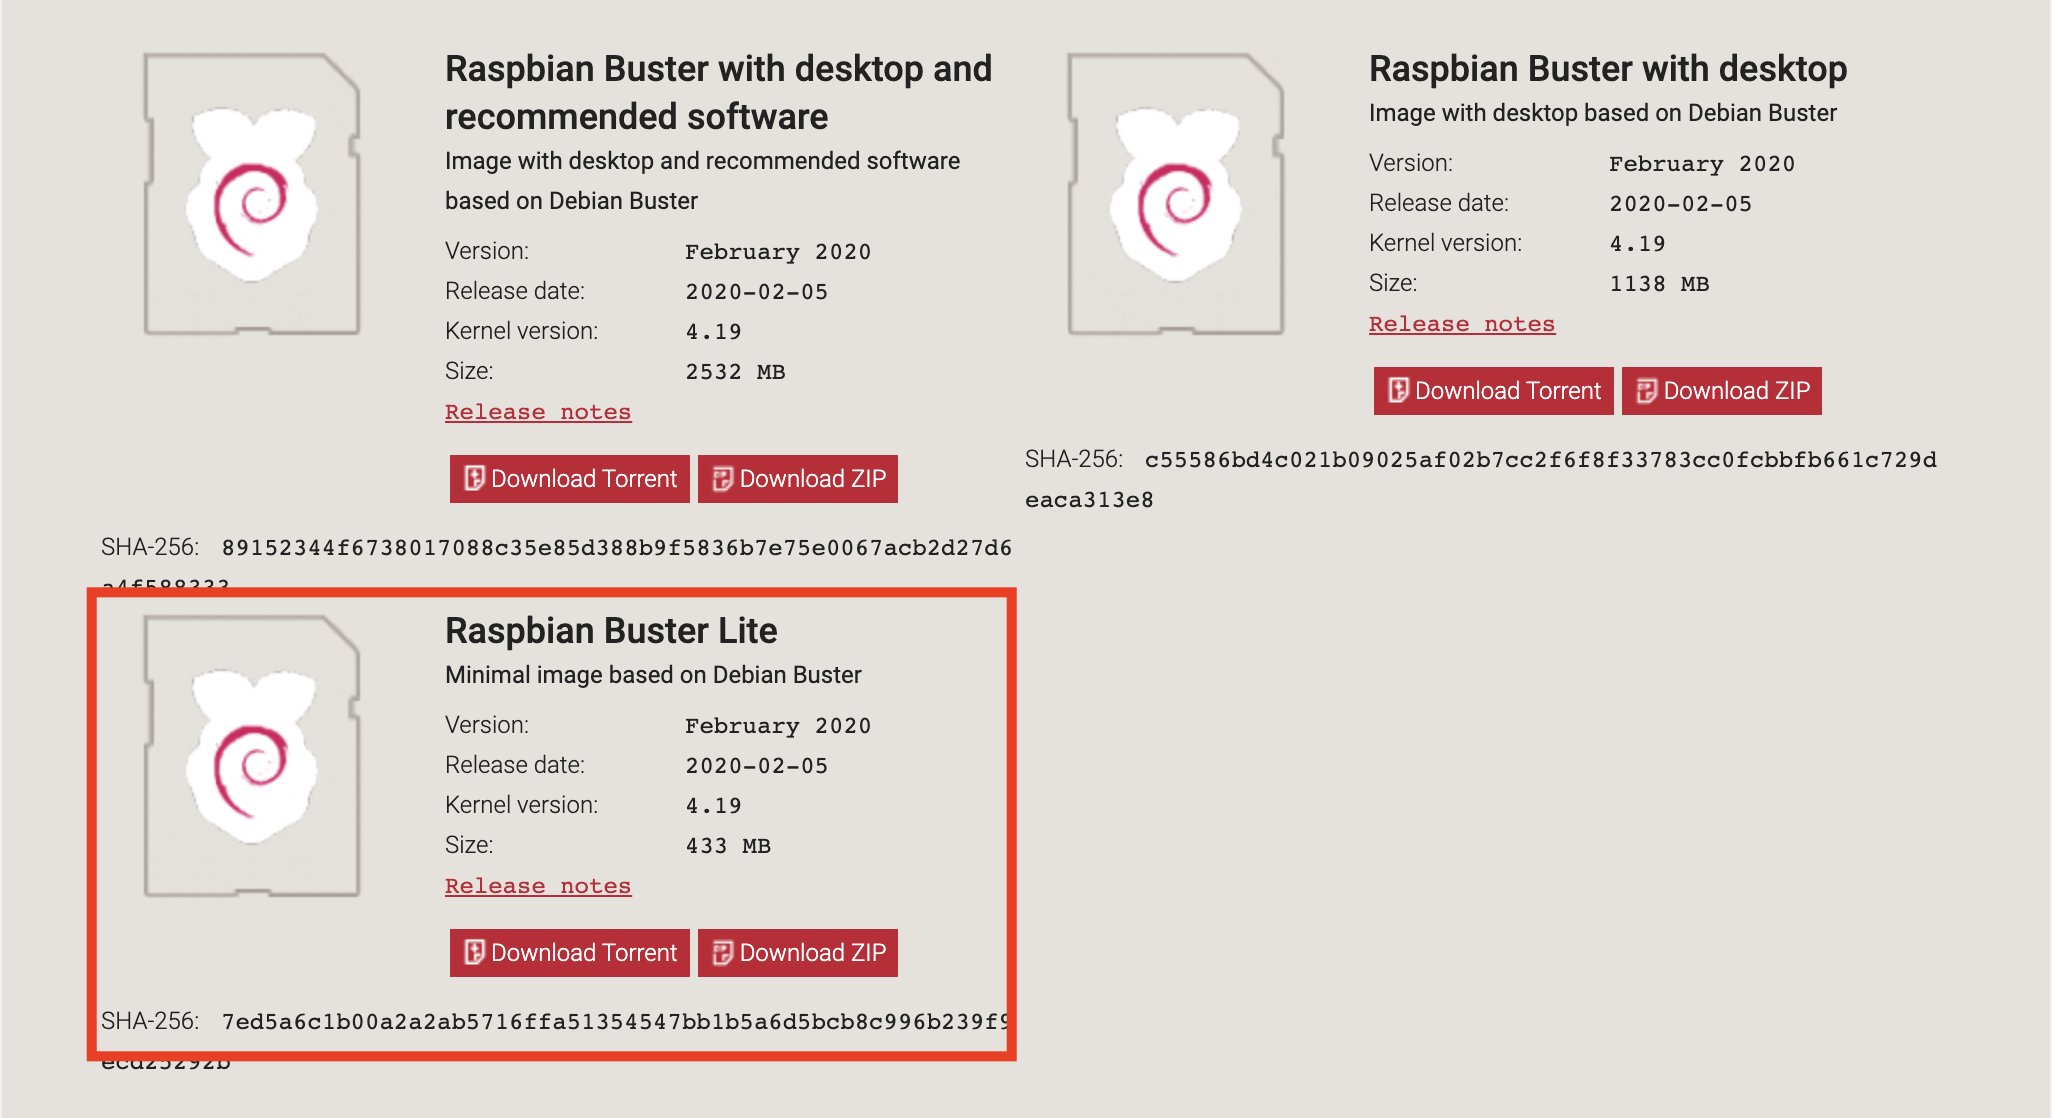 Raspbian Buster with desktop and
recommended software
Image with desktop and recommended software
based on Debian Buster
Version: February 2020
Release date: 2020-02-05
Kernel version: 4.19
Size: 2532 MB
Release notes
Download Torrent Download ZIP
SHA-256: 89152344f6738017088c35e85d388b9f5836b7e75e0067acb2d27d6
a4f588333
Raspbian Buster with desktop
Image with desktop based on Debian Buster
Version: February 2020
Release date: 2020-02-05
Kernel version: 4.19
Size: 1138 MB
Release notes
Download Torrent Download ZIP
SHA-256: c55586bd4c021b09025af02b7cc2f6f8f33783cc0fcbbfb661c729d
eaca313e8
Raspbian Buster Lite
Minimal image based on Debian Buster
Version: February 2020
Release date: 2020-02-05
Kernel version: 4.19
Size: 433 MB
Release notes
Download Torrent Download ZIP
SHA-256: 7ed5a6c1b00a2a2ab5716ffa51354547bb1b5a6d5bcb8c996b239f9
ecd25292b